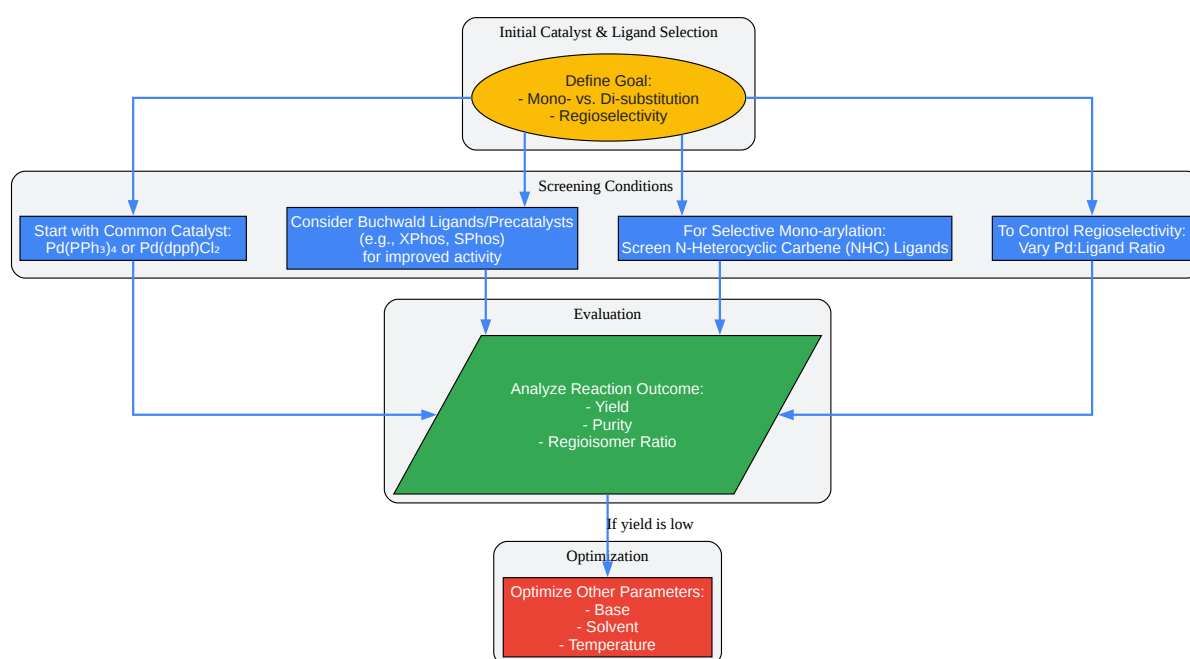 Initial Catalyst & Ligand Selection
Define Goal:
- Mono- vs. Di-substitution
- Regioselectivity
Screening Conditions
Start with Common Catalyst:
Pd(PPh₃)₄ or Pd(dppf)Cl₂
Consider Buchwald Ligands/Precatalysts
(e.g., XPhos, SPhos)
for improved activity
For Selective Mono-arylation:
Screen N-Heterocyclic Carbene (NHC) Ligands
To Control Regioselectivity:
Vary Pd:Ligand Ratio
Evaluation
Analyze Reaction Outcome:
- Yield
- Purity
- Regioisomer Ratio
If yield is low
Optimization
Optimize Other Parameters:
- Base
- Solvent
- Temperature